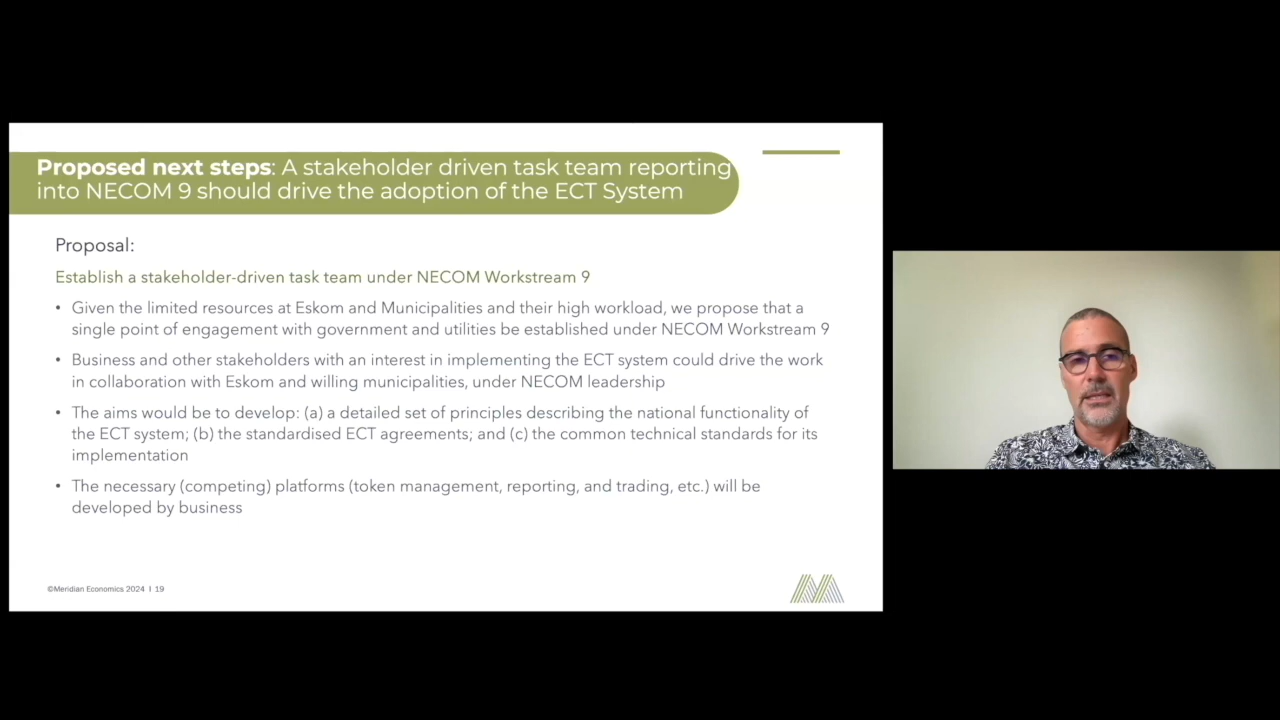 Proposed next steps: A stakeholder driven task team reporting
into NECOM 9 should drive the adoption of the ECT System
Proposal:
Establish a stakeholder-driven task team under NECOM Workstream 9
• Given the limited resources at Eskom and Municipalities and their high workload, we propose that a
single point of engagement with government and utilities be established under NECOM Workstream 9
• Business and other stakeholders with an interest in implementing the ECT system could drive the work
in collaboration with Eskom and willing municipalities, under NECOM leadership
• The aims would be to develop: (a) a detailed set of principles describing the national functionality of
the ECT system; (b) the standardised ECT agreements; and (c) the common technical standards for its
implementation
• The necessary (competing) platforms (token management, reporting, and trading, etc.) will be
developed by business
©Meridian Economics 2024 I 19